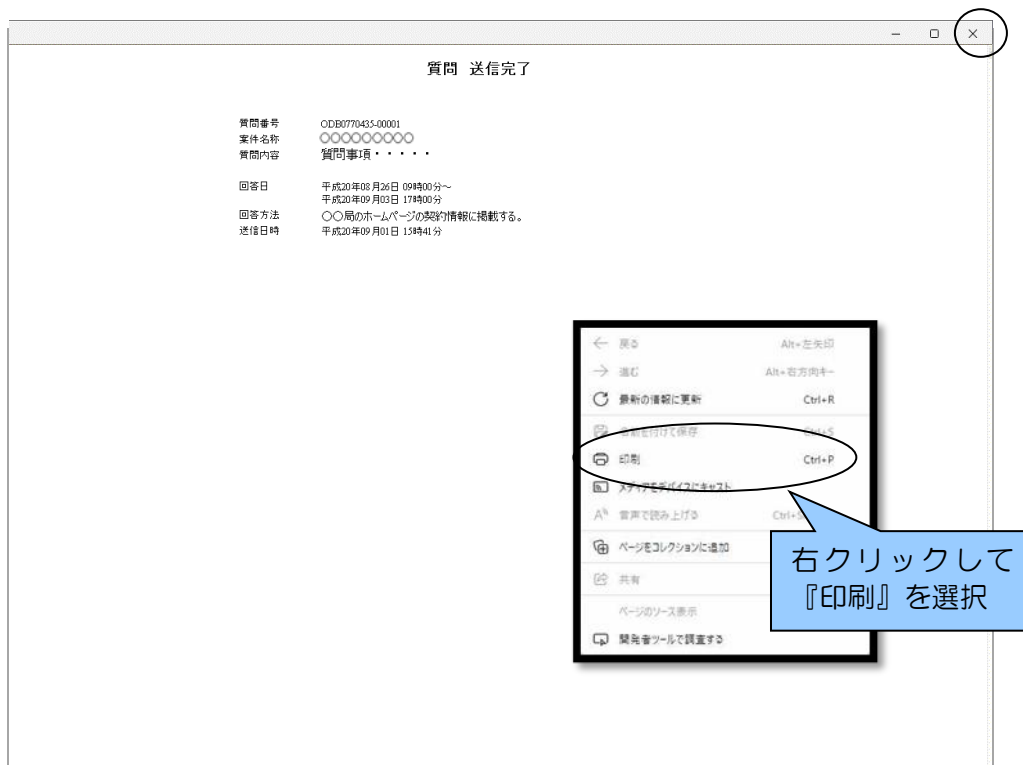 質問 送信完了
質問番号 ODB0770435-00001
案件名称 ○○○○○○○○○
質問内容 質問事項・・・・・
回答日 平成20年08月26日 09時00分～
平成20年09月03日 17時00分
回答方法 ○○局のホームページの契約情報に掲載する。
送信日時 平成20年09月01日 15時41分
戻る Alt+左矢印
進む Alt+右方向キー
最新の情報に更新 Ctrl+R
名前を付けて保存 Ctrl+S
印刷 Ctrl+P
メディアをデバイスにキャスト
音声で読み上げる
ページをコレクションに追加
共有
ページのソース表示
開発者ツールで調査する
右クリックして
『印刷』を選択